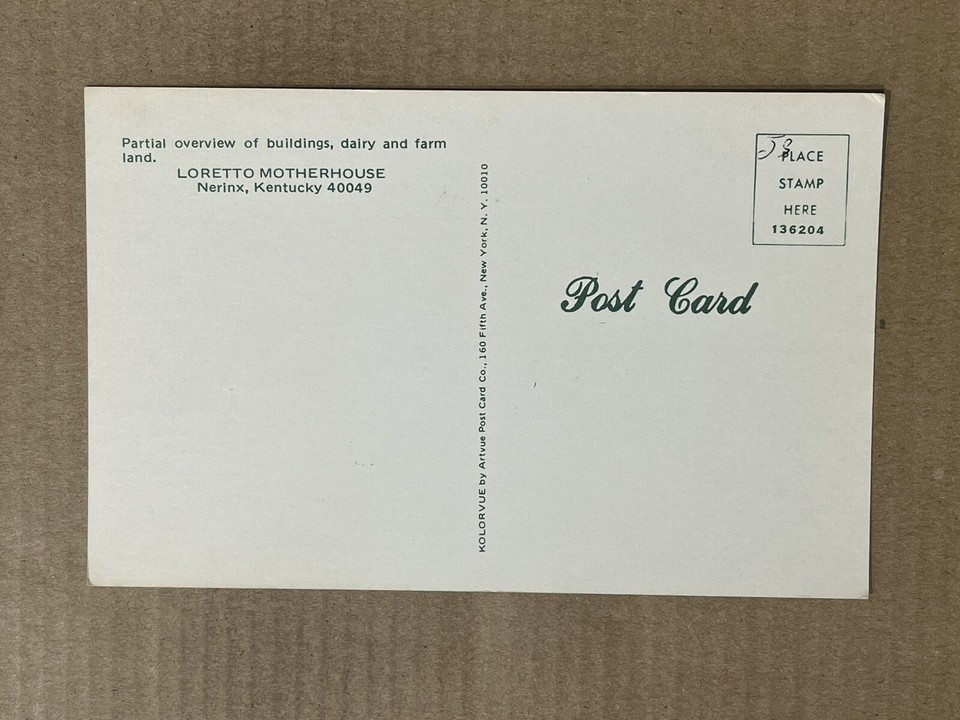 Partial overview of buildings, dairy and farm
land.
LORETTO MOTHERHOUSE
Nerinx, Kentucky 40049
KOLORVUE by Artvue Post Card Co., 160 Fifth Ave., New York, N. Y. 10010
PLACE
STAMP
HERE
136204
Post Card